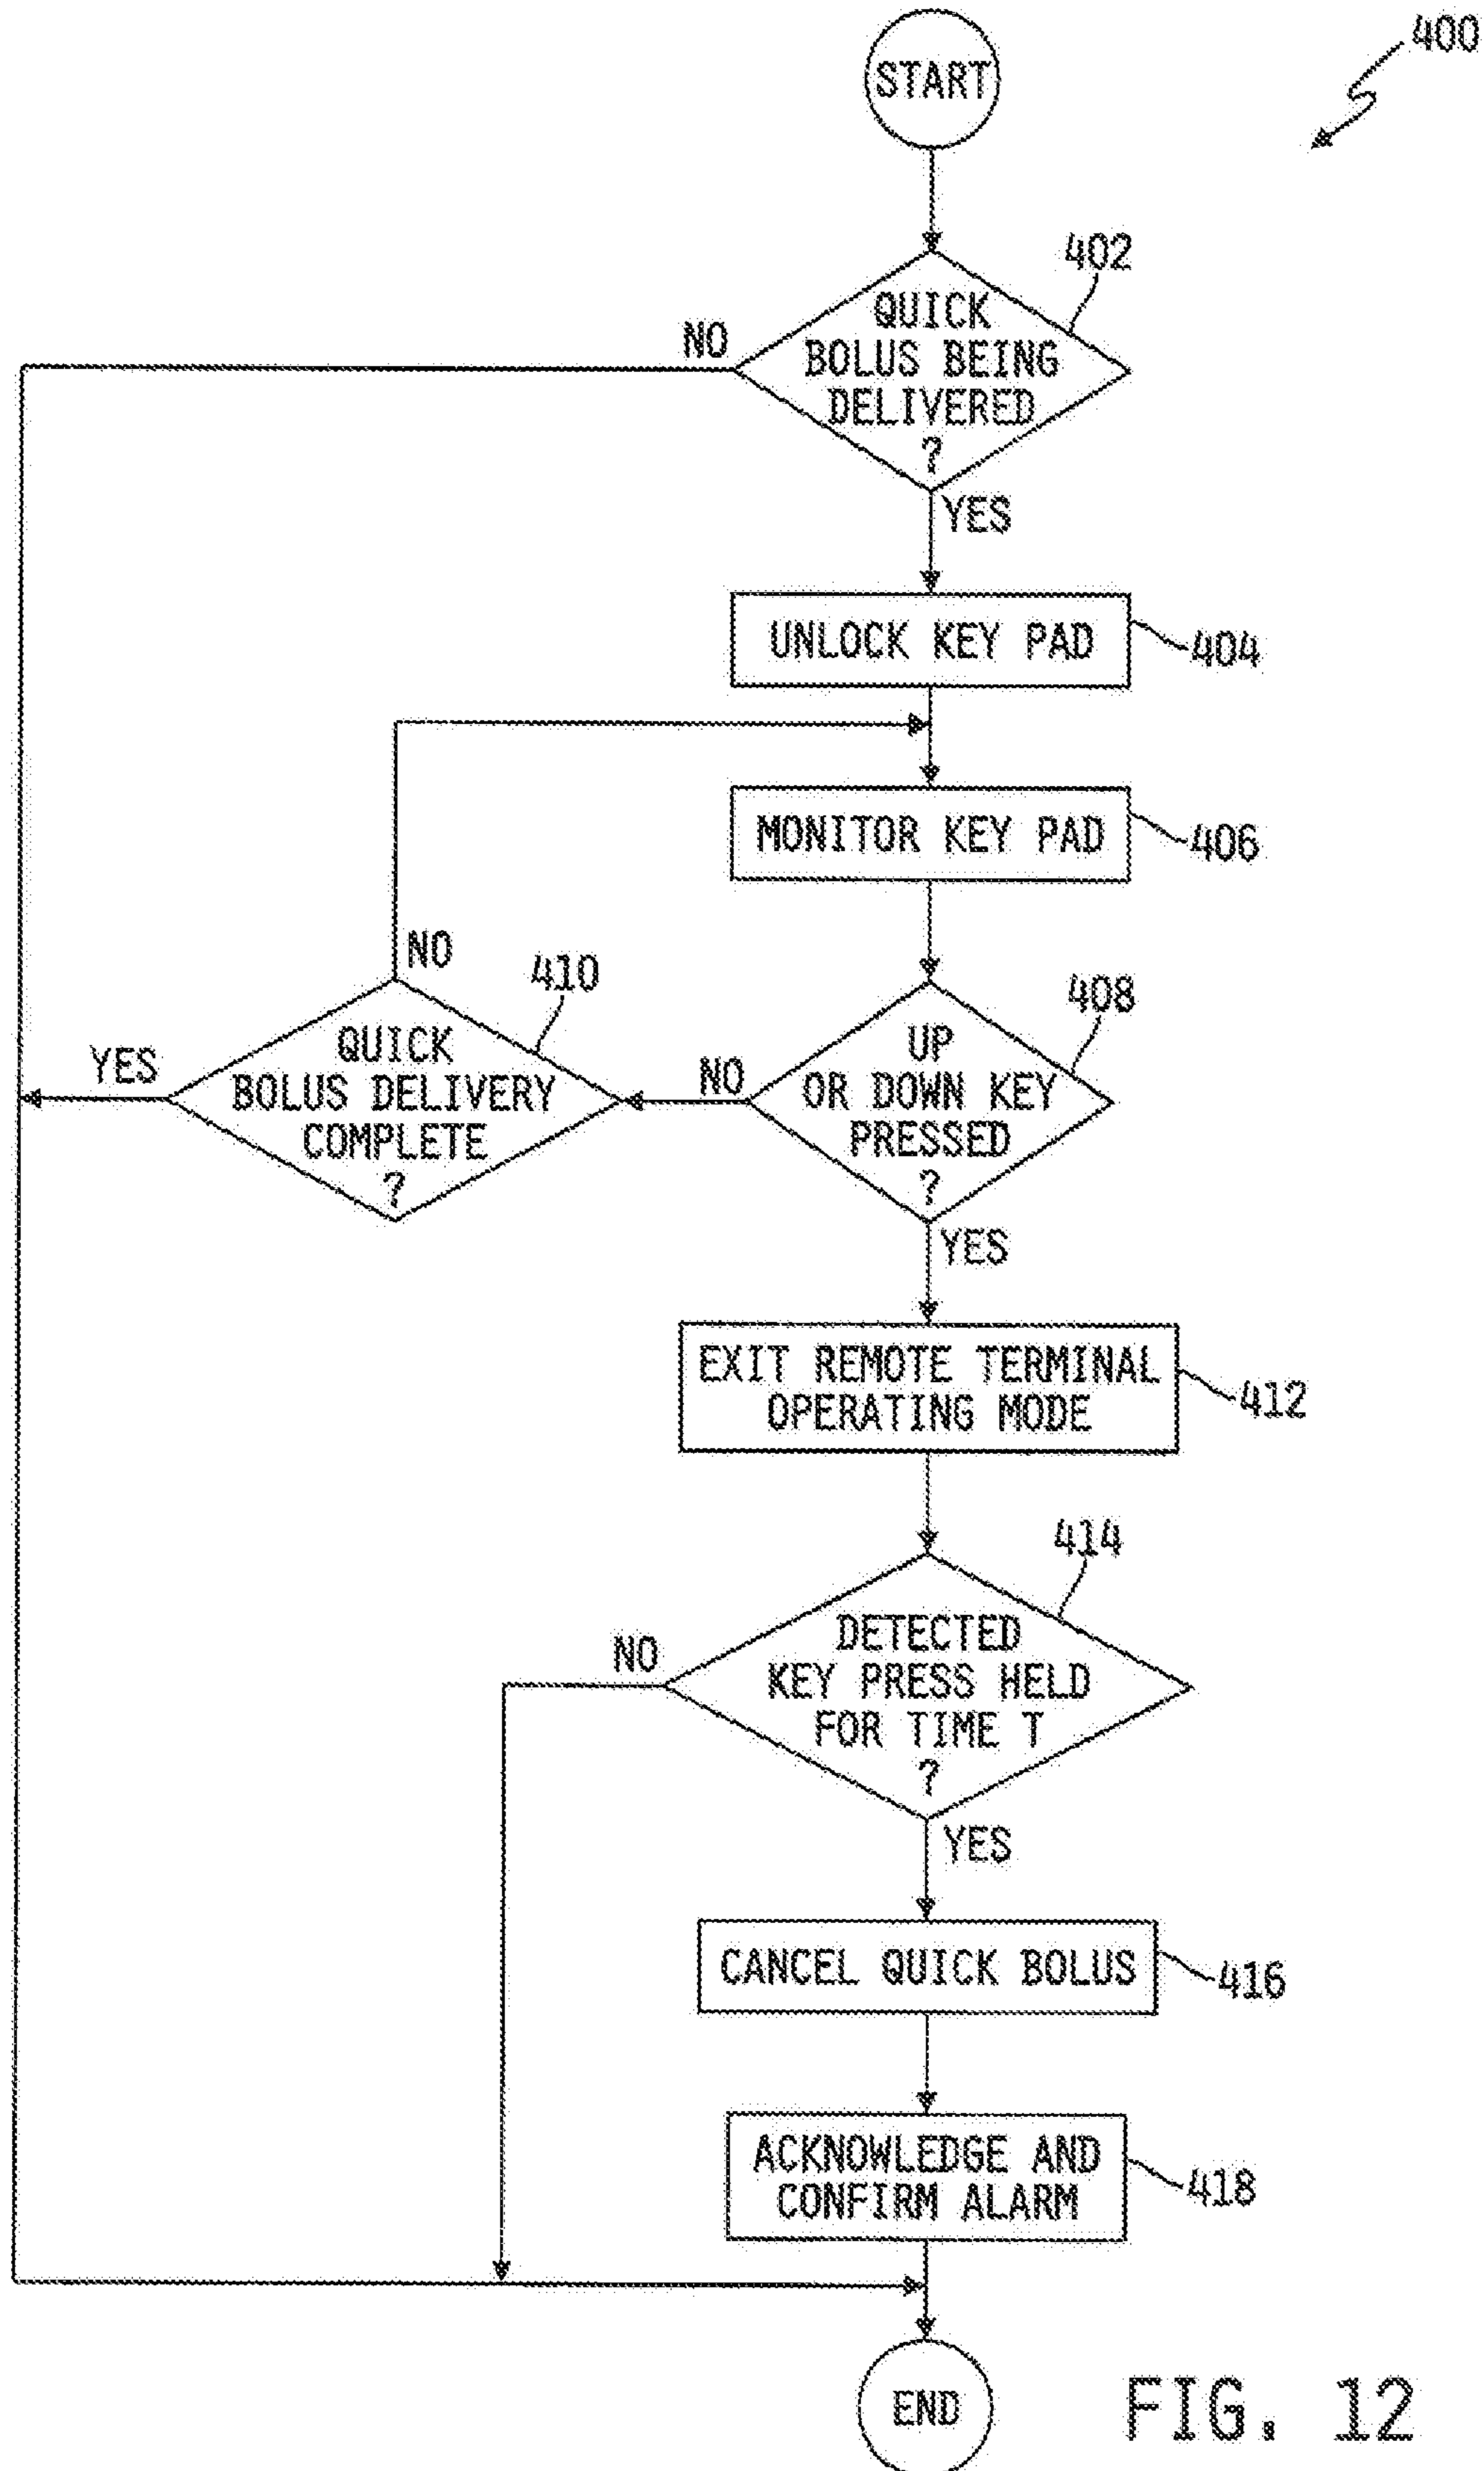 400
START
402
QUICK
BOLUS BEING
DELIVERED
?
NO
YES
UNLOCK KEY PAD
404
MONITOR KEY PAD
406
NO
410
QUICK
BOLUS DELIVERY
COMPLETE
?
YES
NO
408
UP
OR DOWN KEY
PRESSED
?
YES
EXIT REMOTE TERMINAL
OPERATING MODE
412
414
DETECTED
KEY PRESS HELD
FOR TIME T
?
NO
YES
CANCEL QUICK BOLUS
416
ACKNOWLEDGE AND
CONFIRM ALARM
418
END
FIG. 12